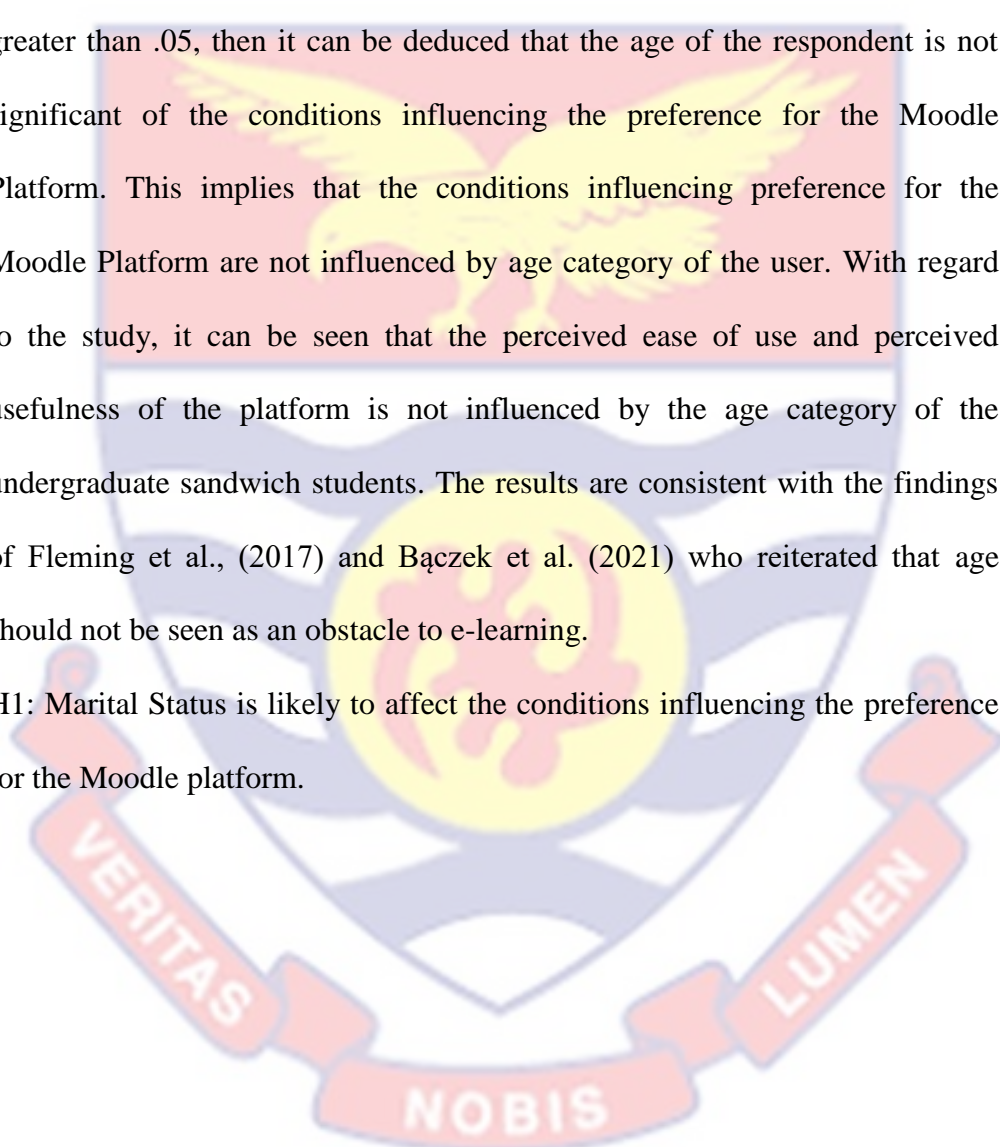 greater than .05, then it can be deduced that the age of the respondent is not
significant of the conditions influencing the preference for the Moodle
Platform. This implies that the conditions influencing preference for the
Moodle Platform are not influenced by age category of the user. With regard
to the study, it can be seen that the perceived ease of use and perceived
usefulness of the platform is not influenced by the age category of the
undergraduate sandwich students. The results are consistent with the findings
of Fleming et al., (2017) and Bączek et al. (2021) who reiterated that age
should not be seen as an obstacle to e-learning.
H1: Marital Status is likely to affect the conditions influencing the preference
for the Moodle platform.
VERITAS
NOBIS
LUMEN